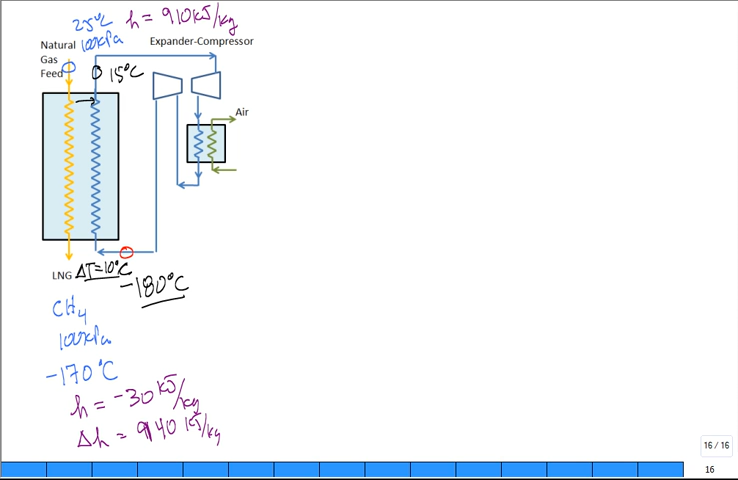 25°C h = 910 kJ/kg
Natural 100kPa Expander-Compressor
Gas
Feed 15°C
Air
LNG ΔT=10°C
-180°C
CH4
100kPa
-170°C
h = -30 kJ/kg
Δh = 940 kJ/kg
16 / 16
16